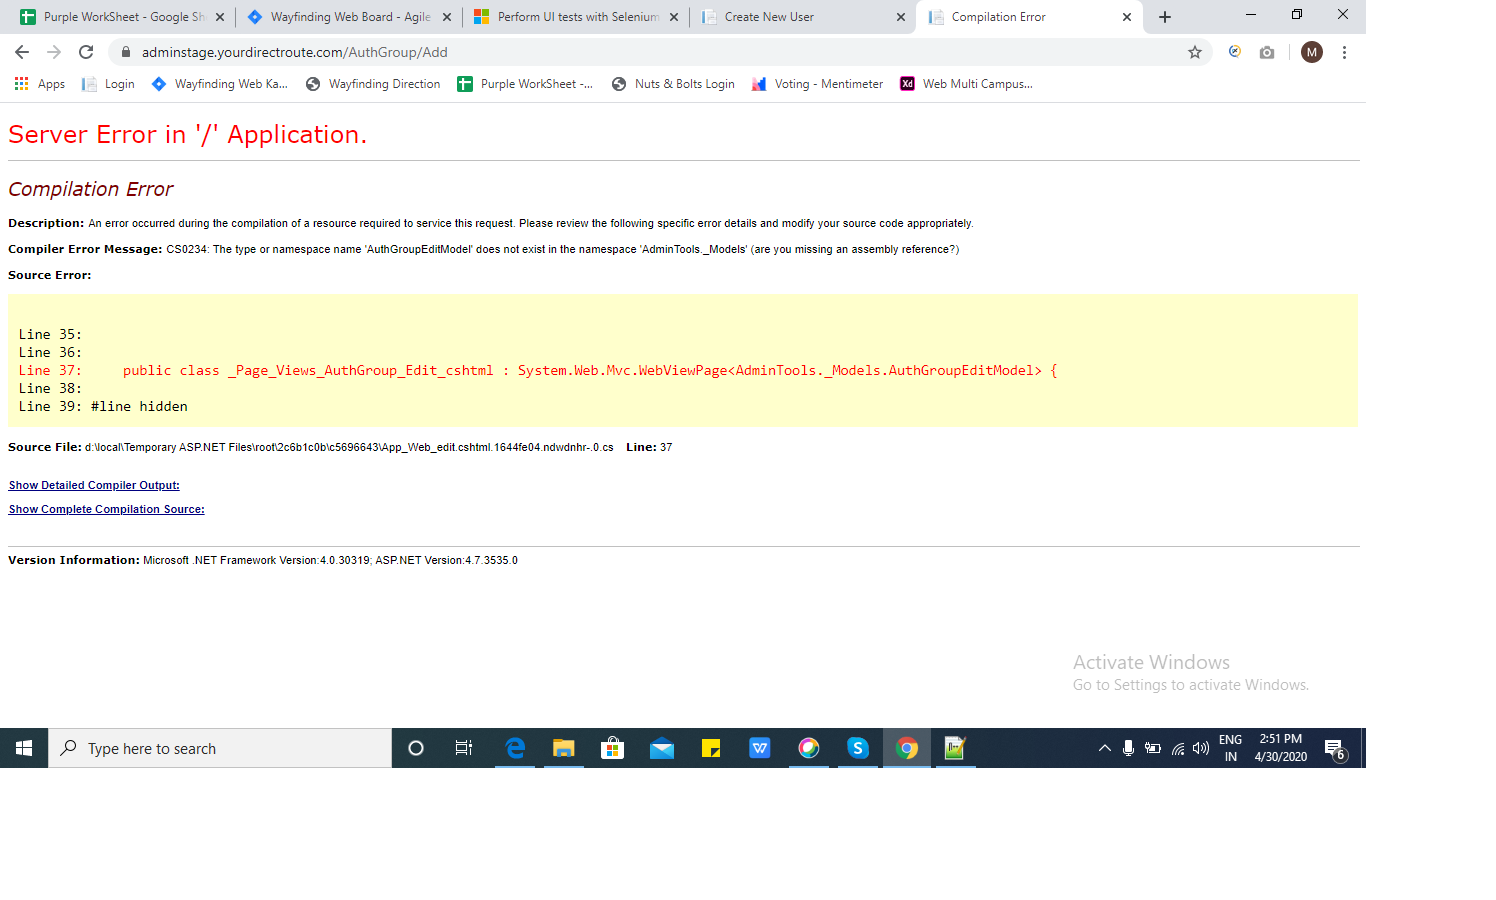 Purple WorkSheet - Google Sh
Wayfinding Web Board - Agile
Perform UI tests with Selenium
Create New User
Compilation Error
adminstage.yourdirectroute.com/AuthGroup/Add
M
Apps
Login
Wayfinding Web Ka...
Wayfinding Direction
Purple WorkSheet -...
Nuts & Bolts Login
Voting - Mentimeter
Xd
Web Multi Campus...
Server Error in '/' Application.
Compilation Error
Description: An error occurred during the compilation of a resource required to service this request. Please review the following specific error details and modify your source code appropriately.
Compiler Error Message: CS0234: The type or namespace name 'AuthGroupEditModel' does not exist in the namespace 'AdminTools._Models' (are you missing an assembly reference?)
Source Error:
Line 35:
Line 36:
Line 37:     public class _Page_Views_AuthGroup_Edit_cshtml : System.Web.Mvc.WebViewPage<AdminTools._Models.AuthGroupEditModel> {
Line 38:
Line 39: #line hidden
Source File: d:\local\Temporary ASP.NET Files\root\2c6b1c0b\c5696643\App_Web_edit.cshtml.1644fe04.ndwdnhr-.0.cs    Line: 37
Show Detailed Compiler Output:
Show Complete Compilation Source:
Version Information: Microsoft .NET Framework Version:4.0.30319; ASP.NET Version:4.7.3535.0
Activate Windows
Go to Settings to activate Windows.
Type here to search
ENG
IN
2:51 PM
4/30/2020
6